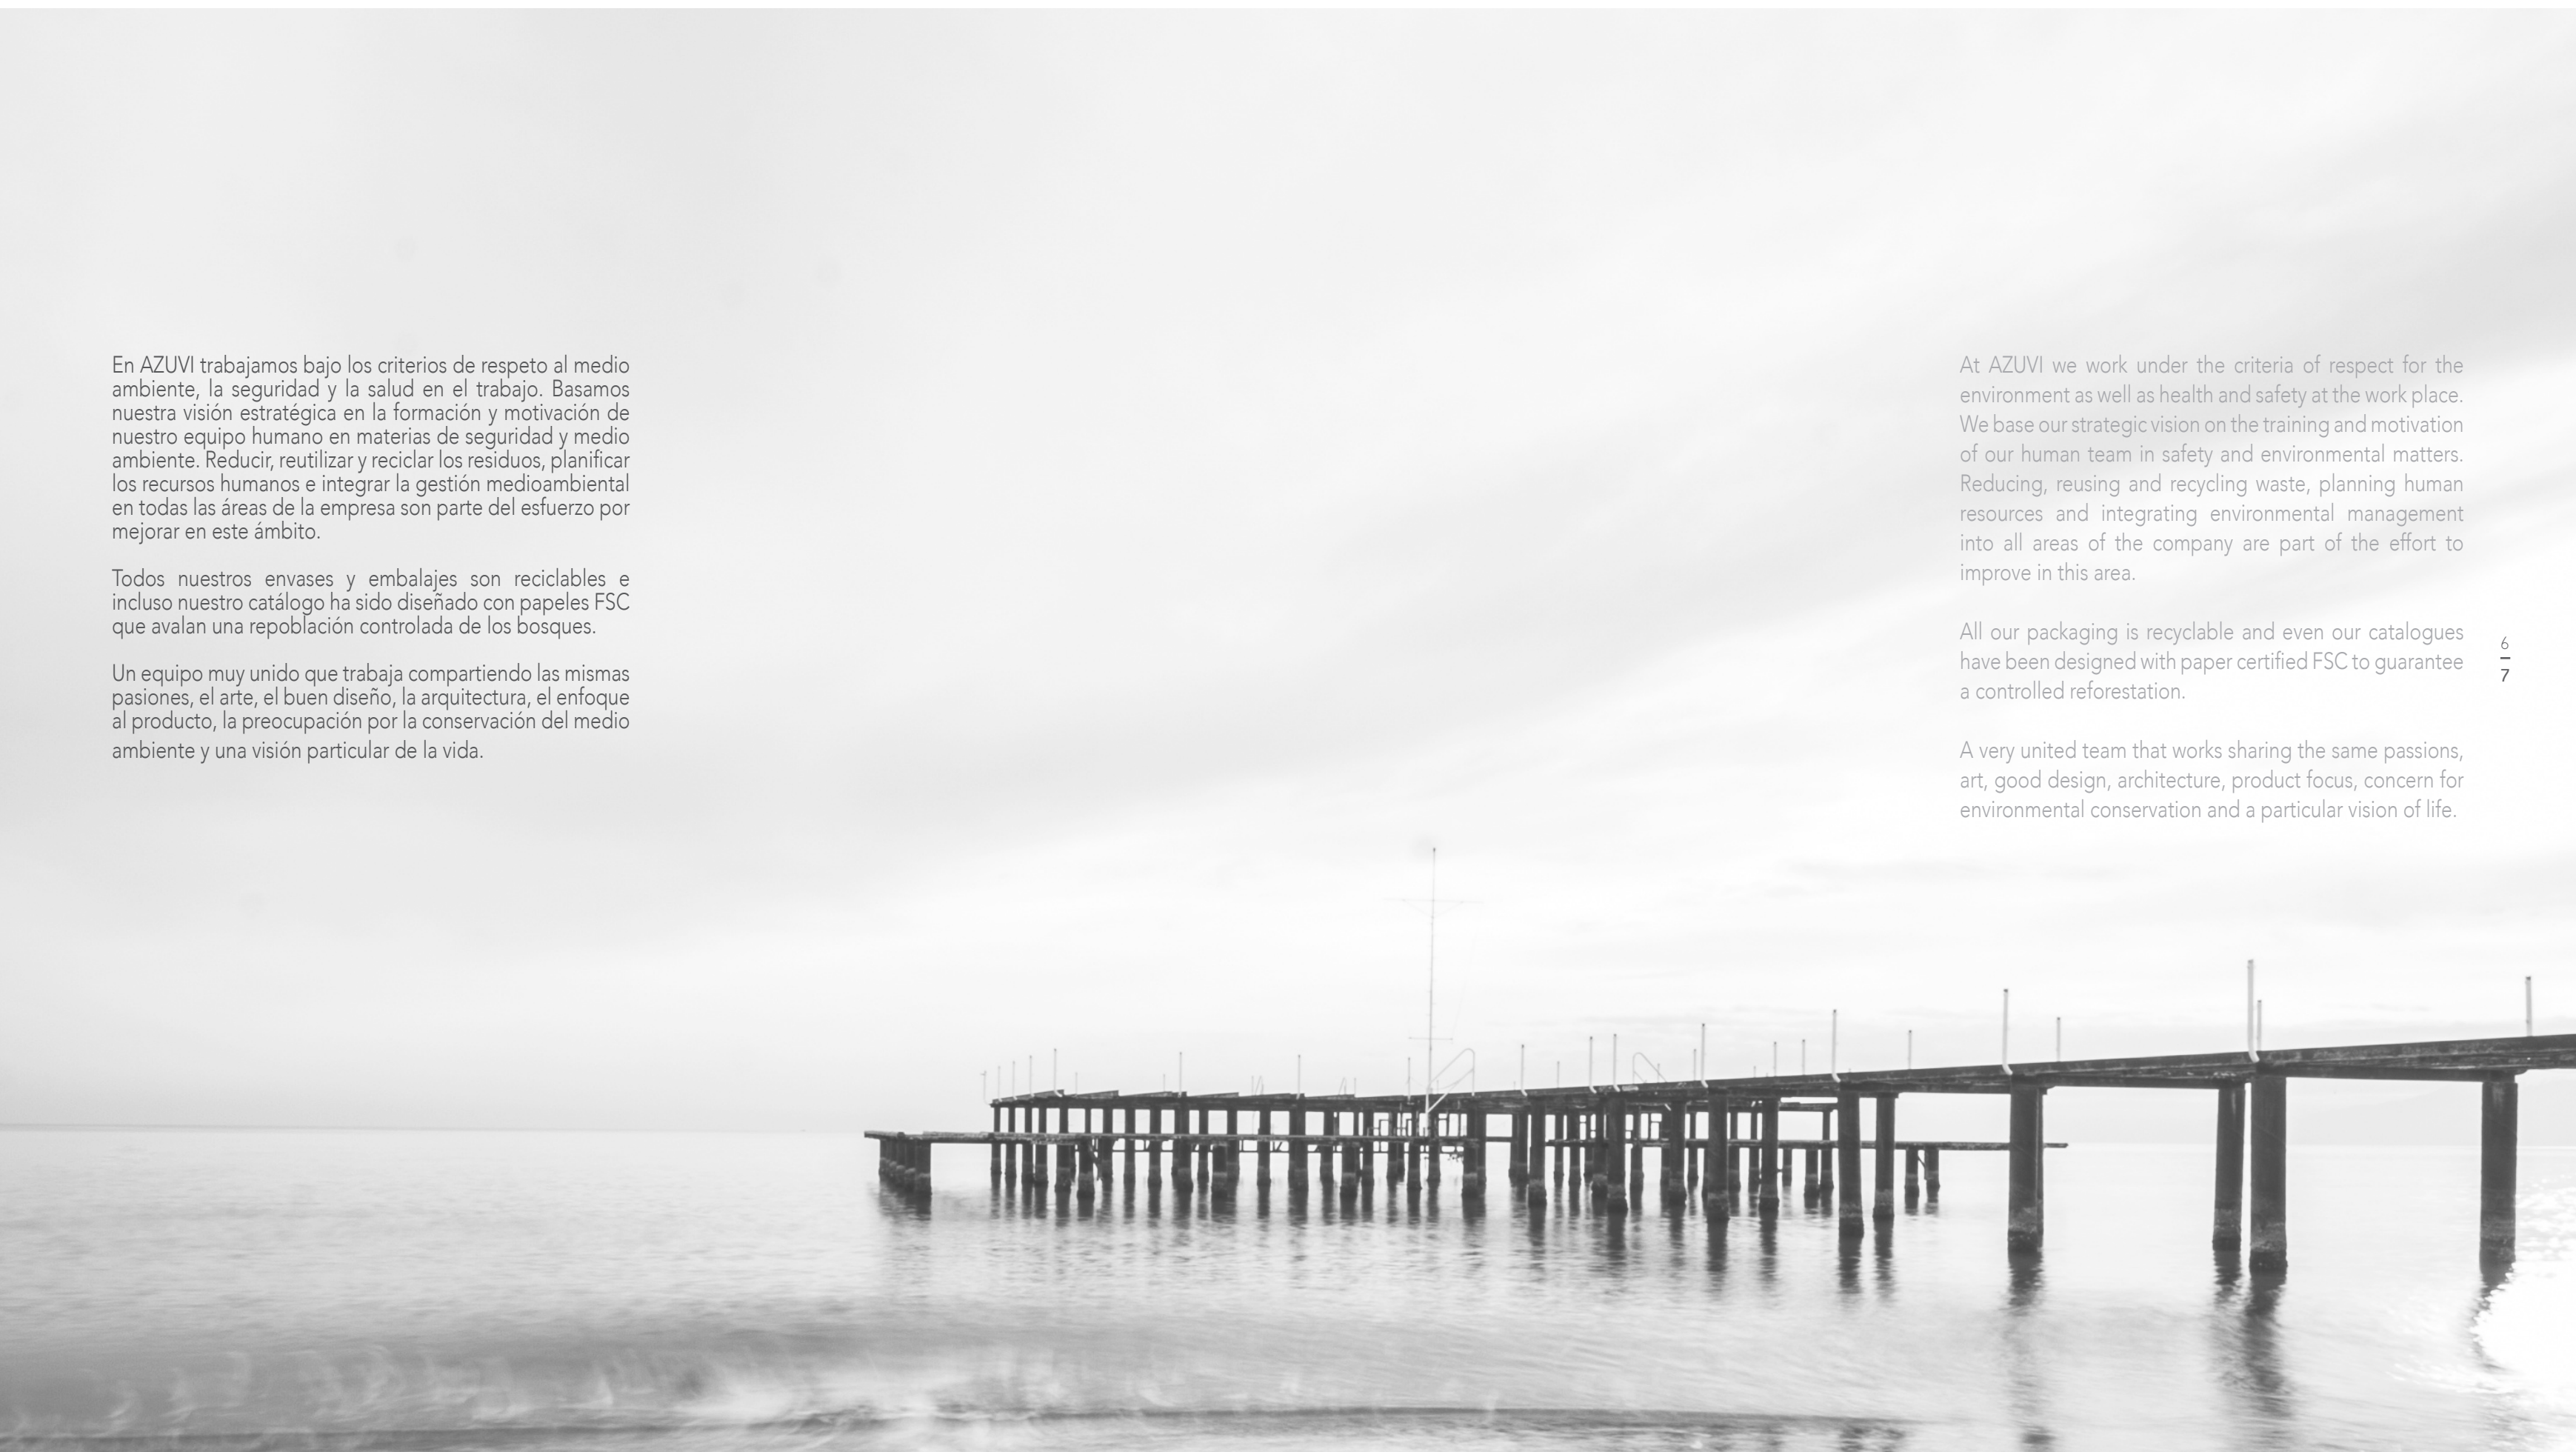 En AZUVI trabajamos bajo los criterios de respeto al medio
ambiente, la seguridad y la salud en el trabajo. Basamos
nuestra visión estratégica en la formación y motivación de
nuestro equipo humano en materias de seguridad y medio
ambiente. Reducir, reutilizar y reciclar los residuos, planificar
los recursos humanos e integrar la gestión medioambiental
en todas las áreas de la empresa son parte del esfuerzo por
mejorar en este ámbito.
Todos nuestros envases y embalajes son reciclables e
incluso nuestro catálogo ha sido diseñado con papeles FSC
que avalan una repoblación controlada de los bosques.
Un equipo muy unido que trabaja compartiendo las mismas
pasiones, el arte, el buen diseño, la arquitectura, el enfoque
al producto, la preocupación por la conservación del medio
ambiente y una visión particular de la vida.
At AZUVI we work under the criteria of respect for the
environment as well as health and safety at the work place.
We base our strategic vision on the training and motivation
of our human team in safety and environmental matters.
Reducing, reusing and recycling waste, planning human
resources and integrating environmental management
into all areas of the company are part of the effort to
improve in this area.
All our packaging is recyclable and even our catalogues
have been designed with paper certified FSC to guarantee
a controlled reforestation.
A very united team that works sharing the same passions,
art, good design, architecture, product focus, concern for
environmental conservation and a particular vision of life.
6
7